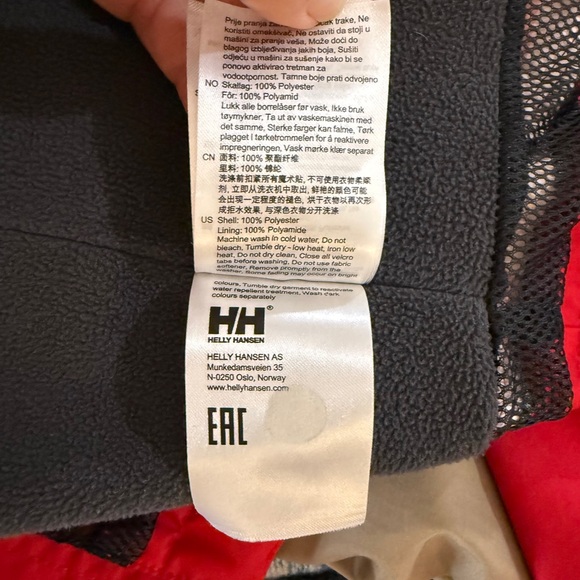 Prije pranja trake. Ne
koristiti omekšivač, Ne ostaviti da stoji u
mašini za pranje veša, Može doći do
blagog izbjeđivanja jakih boja, Sušiti
odjeću u mašini za sušenje kako bi se
ponovo aktivirao tretman za
vodootpornost. Tamne boje prati odvojeno
NO Skallag: 100% Polyester
Fôr: 100% Polyamid
Lukk alle borrelåser før vask, Ikke bruk
tøymykner, Ta ut av vaskemaskinen med
det samme, Sterke farger kan falme, Tørk
plagget i tørketrommelen for å reaktivere
impregneringen, Vask mørke klær separat
CN 面料: 100% 聚酯纤维
里料: 100% 锦纶
洗涤前扣紧所有魔术贴, 不可使用衣物柔顺
剂, 立即从洗衣机中取出, 鲜艳的颜色可能
会出现一定程度的褪色, 烘干衣物以再次形
成拒水效果, 与深色衣物分开洗涤
US Shell: 100% Polyester
Lining: 100% Polyamide
Machine wash in cold water, Do not
bleach. Tumble dry - low heat, Iron low
heat, Do not dry clean, Close all velcro
tabs before washing. Do not use fabric
softener, Remove promptly from the
washer. Some fading may occur on bright
colours, Tumble dry garment to reactivate
water repellent treatment, Wash dark
colours separately
HH®
HELLY HANSEN
HELLY HANSEN AS
Munkedamsveien 35
N-0250 Oslo, Norway
www.hellyhansen.com
EAC